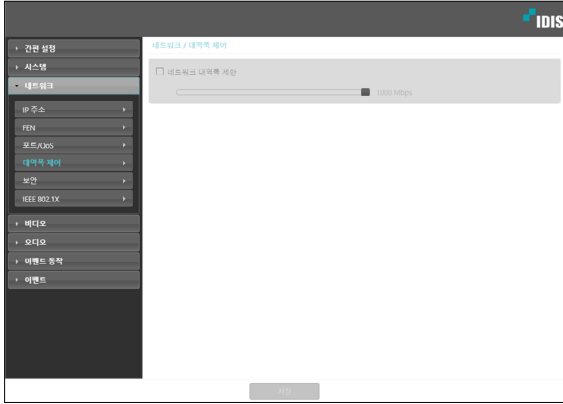 IDIS
간편 설정
시스템
네트워크
IP 주소
FEN
포트/QoS
대역폭 제어
보안
IEEE 802.1X
비디오
오디오
이벤트 동작
이벤트
네트워크 / 대역폭 제어
네트워크 대역폭 제한
1000 Mbps
저장